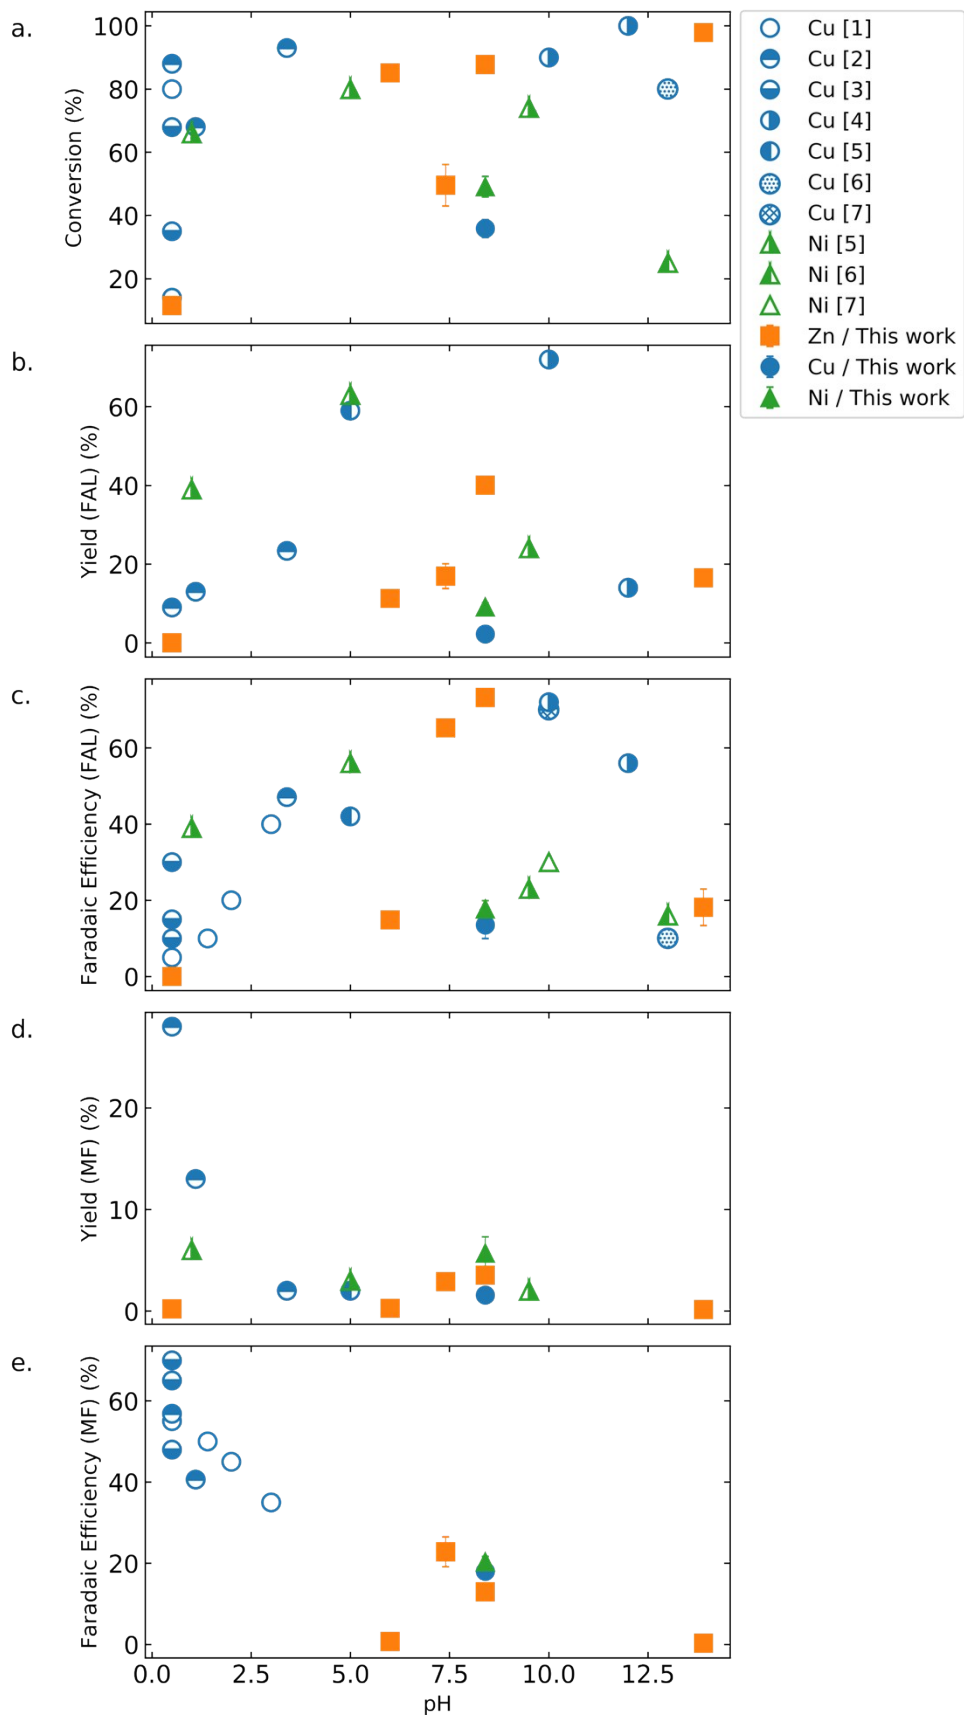 a.
Conversion (%)
100
80
60
40
20
Cu [1]
Cu [2]
Cu [3]
Cu [4]
Cu [5]
Cu [6]
Cu [7]
Ni [5]
Ni [6]
Ni [7]
Zn / This work
Cu / This work
Ni / This work
b.
Yield (FAL) (%)
60
40
20
0
c.
Faradaic Efficiency (FAL) (%)
60
40
20
0
d.
Yield (MF) (%)
20
10
0
e.
Faradaic Efficiency (MF) (%)
60
40
20
0
0.0 2.5 5.0 7.5 10.0 12.5
pH